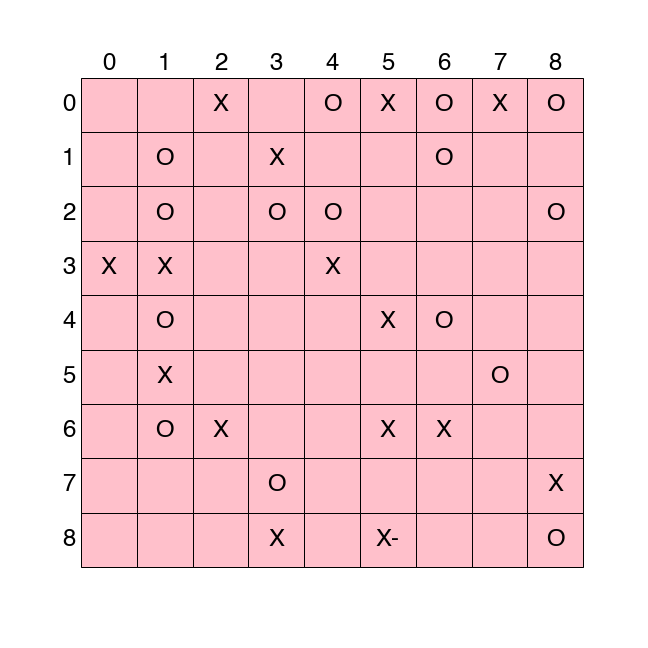 0 1 2 3 4 5 6 7 8
0 X O X O X O
1 O X O
2 O O O O
3 X X X
4 O X O
5 X O
6 O X X X
7 O X
8 X X- O